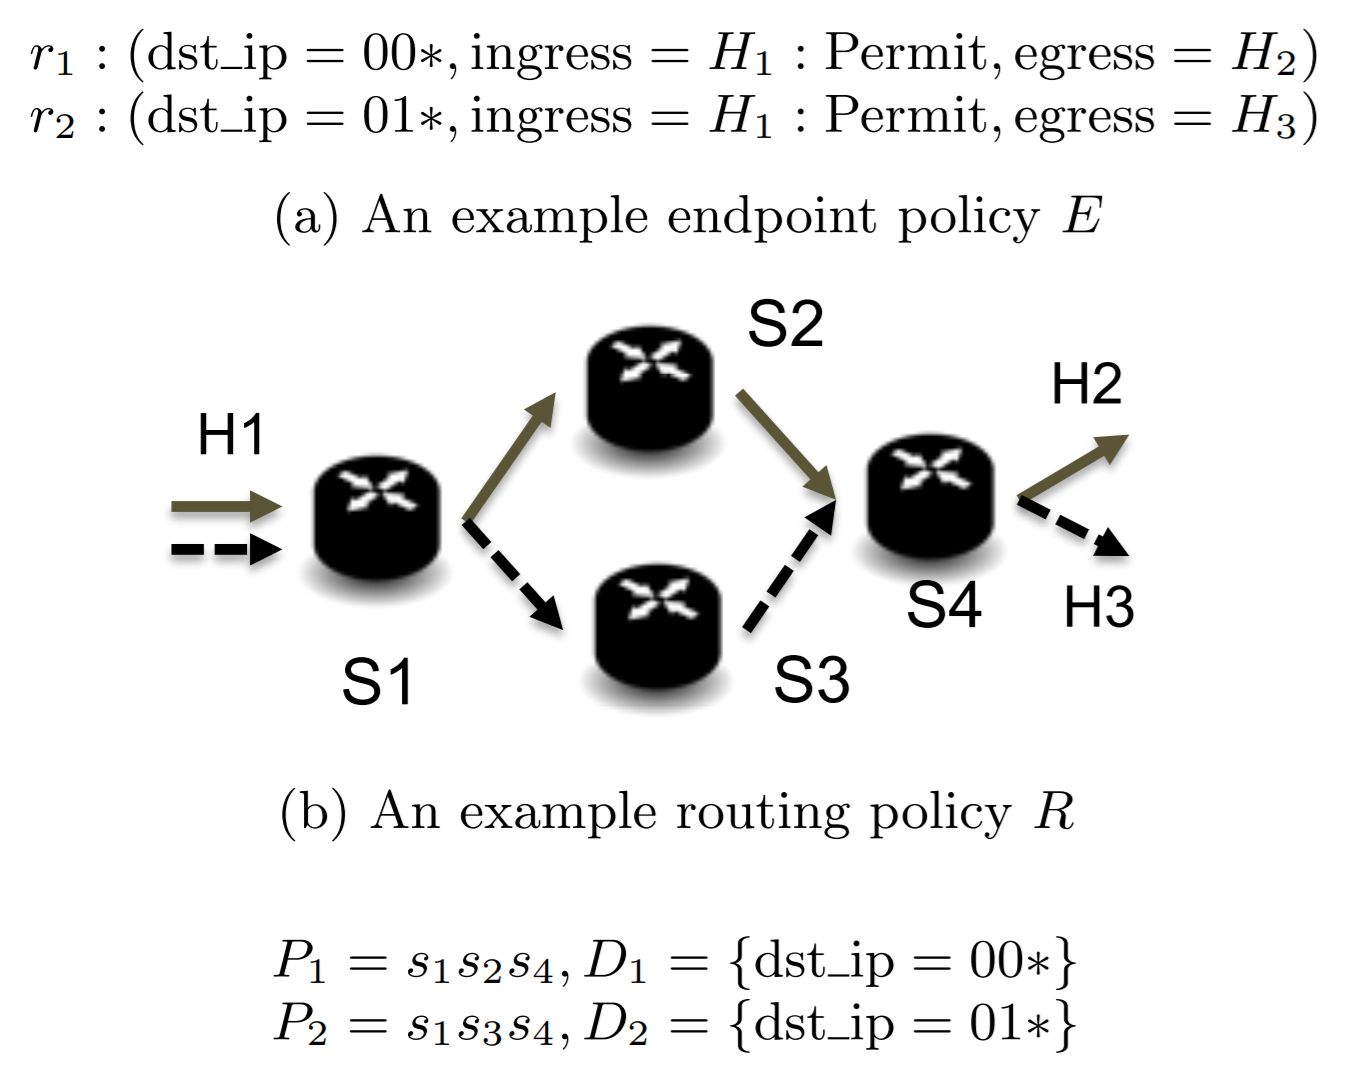 r₁ : (dst_ip = 00*, ingress = H₁ : Permit, egress = H₂)
r₂ : (dst_ip = 01*, ingress = H₁ : Permit, egress = H₃)
(a) An example endpoint policy E
S2
H2
H1
S4
H3
S1
S3
(b) An example routing policy R
P₁ = s₁s₂s₄, D₁ = {dst_ip = 00*}
P₂ = s₁s₃s₄, D₂ = {dst_ip = 01*}